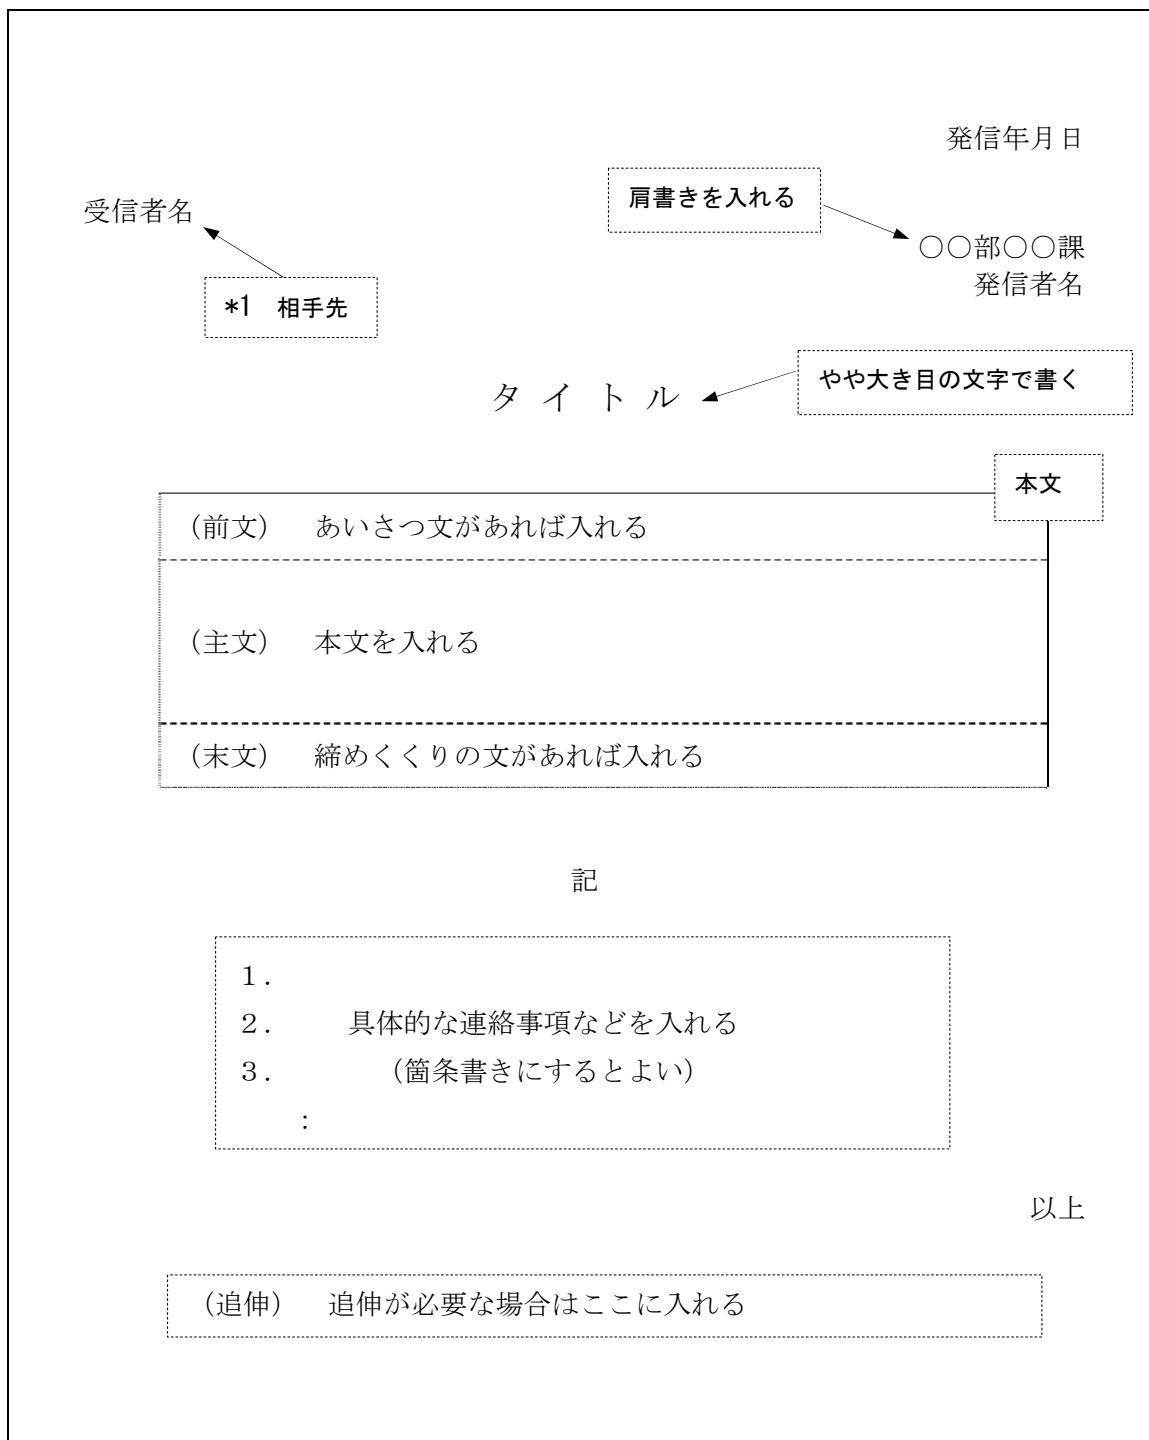 発信年月日
肩書きを入れる
受信者名
○○部○○課
発信者名
*1　相手先
タ イ ト ル
やや大き目の文字で書く
本文
（前文）　あいさつ文があれば入れる
（主文）　本文を入れる
（末文）　締めくくりの文があれば入れる
記
１．
２．　　具体的な連絡事項などを入れる
３．　　　（箇条書きにするとよい）
：
以上
（追伸）　追伸が必要な場合はここに入れる